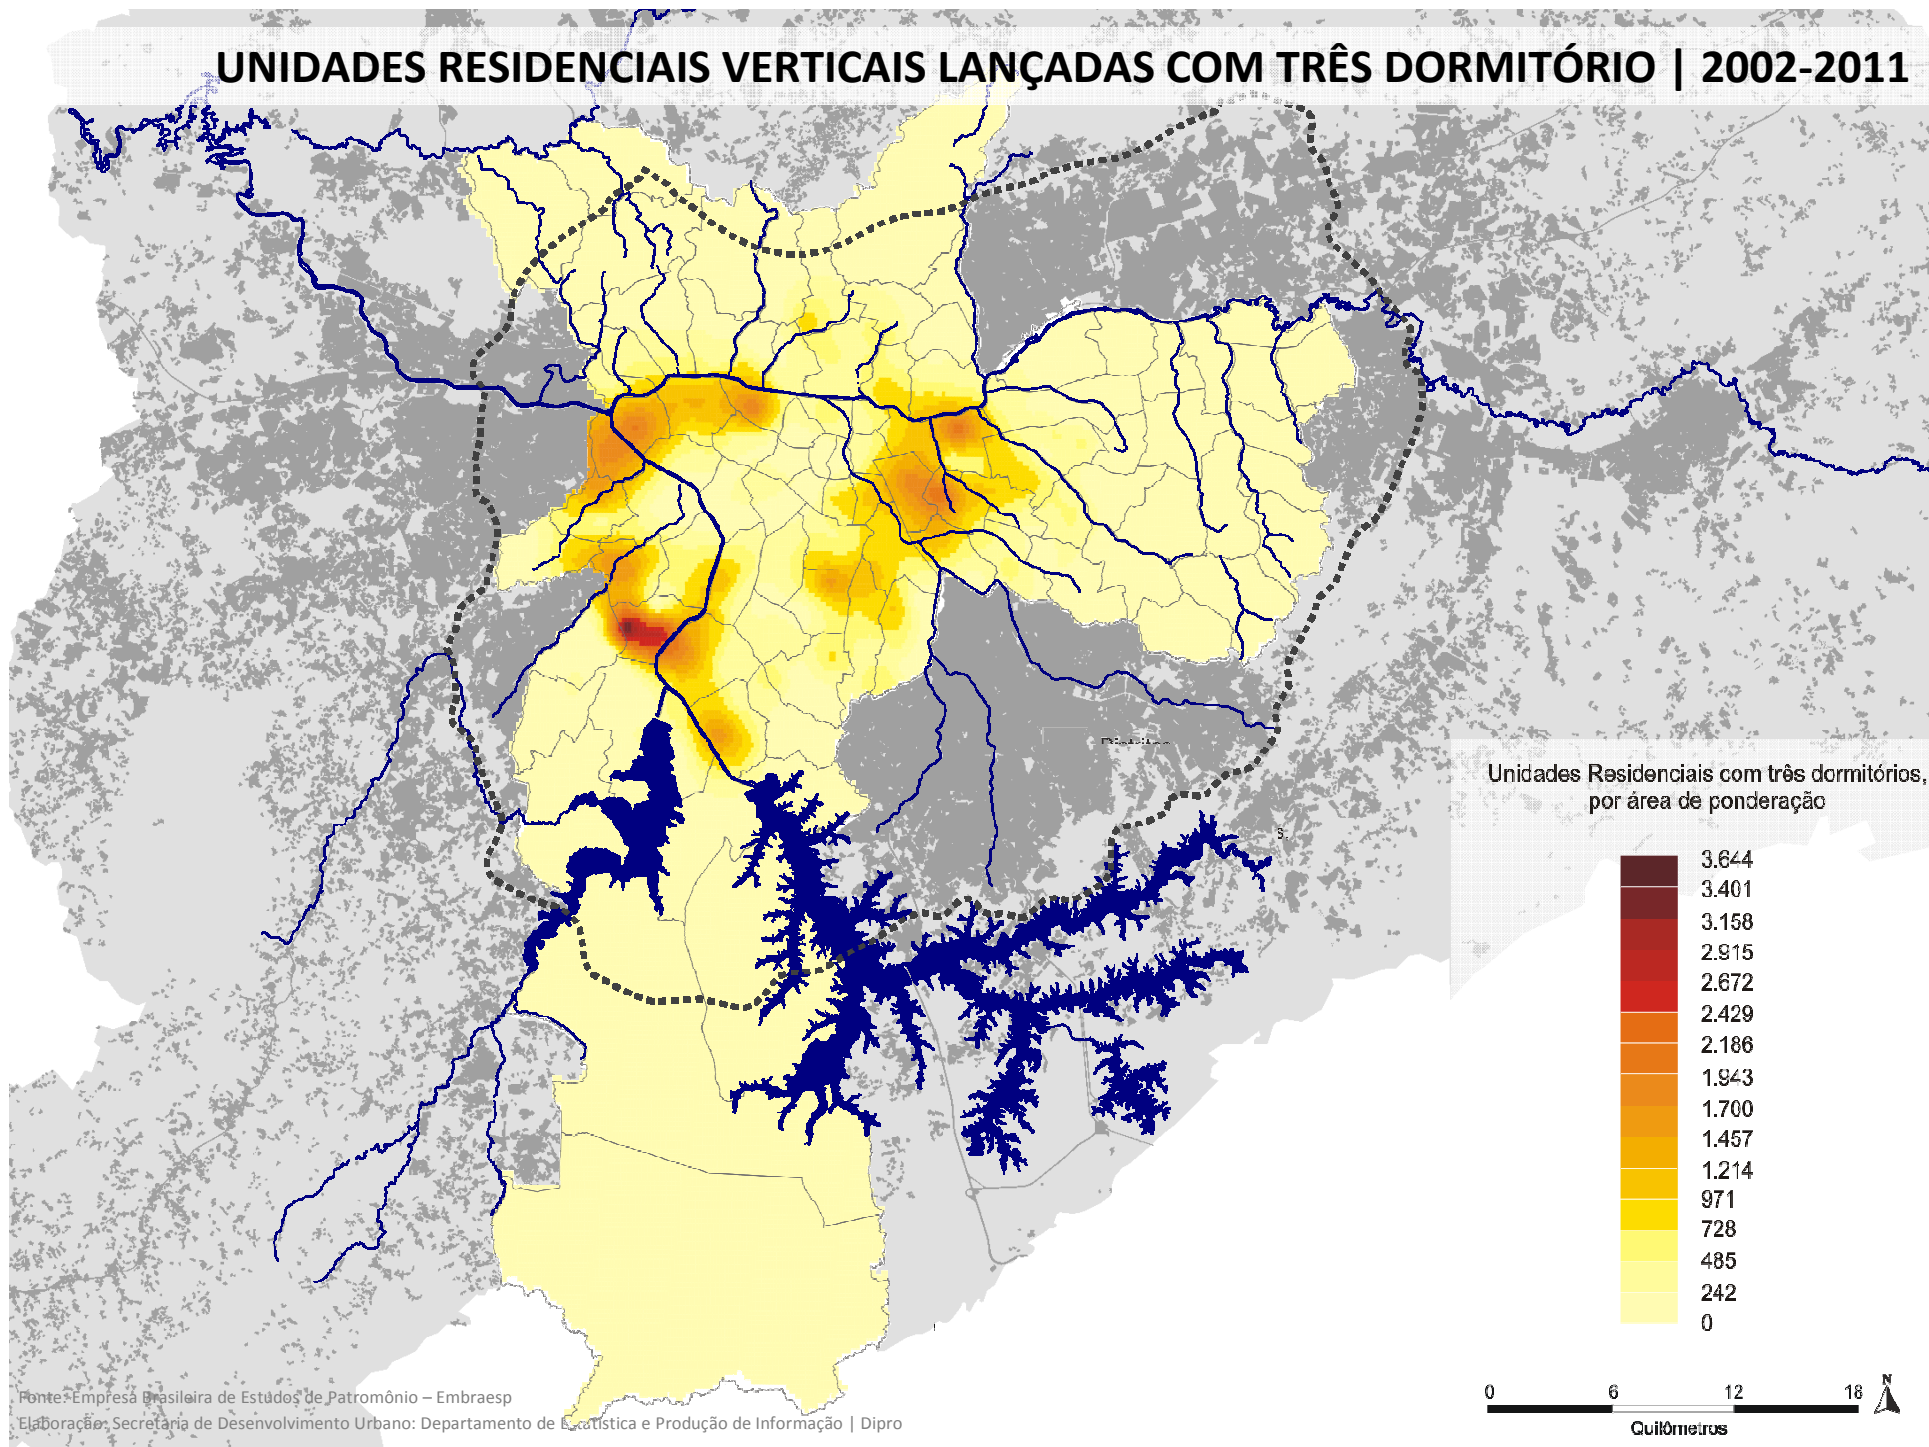 UNIDADES RESIDENCIAIS VERTICAIS LANÇADAS COM TRÊS DORMITÓRIO | 2002-2011
Distritos
Unidades Residenciais com três dormitórios,
por área de ponderação
S.
3.644
3.401
3.158
2.915
2.672
2.429
2.186
1.943
1.700
1.457
1.214
971
728
485
242
0
Fonte: Empresa Brasileira de Estudos de Patromônio – Embraesp
Elaboração: Secretaria de Desenvolvimento Urbano: Departamento de Estatística e Produção de Informação | Dipro
0 6 12 18
Quilômetros
N